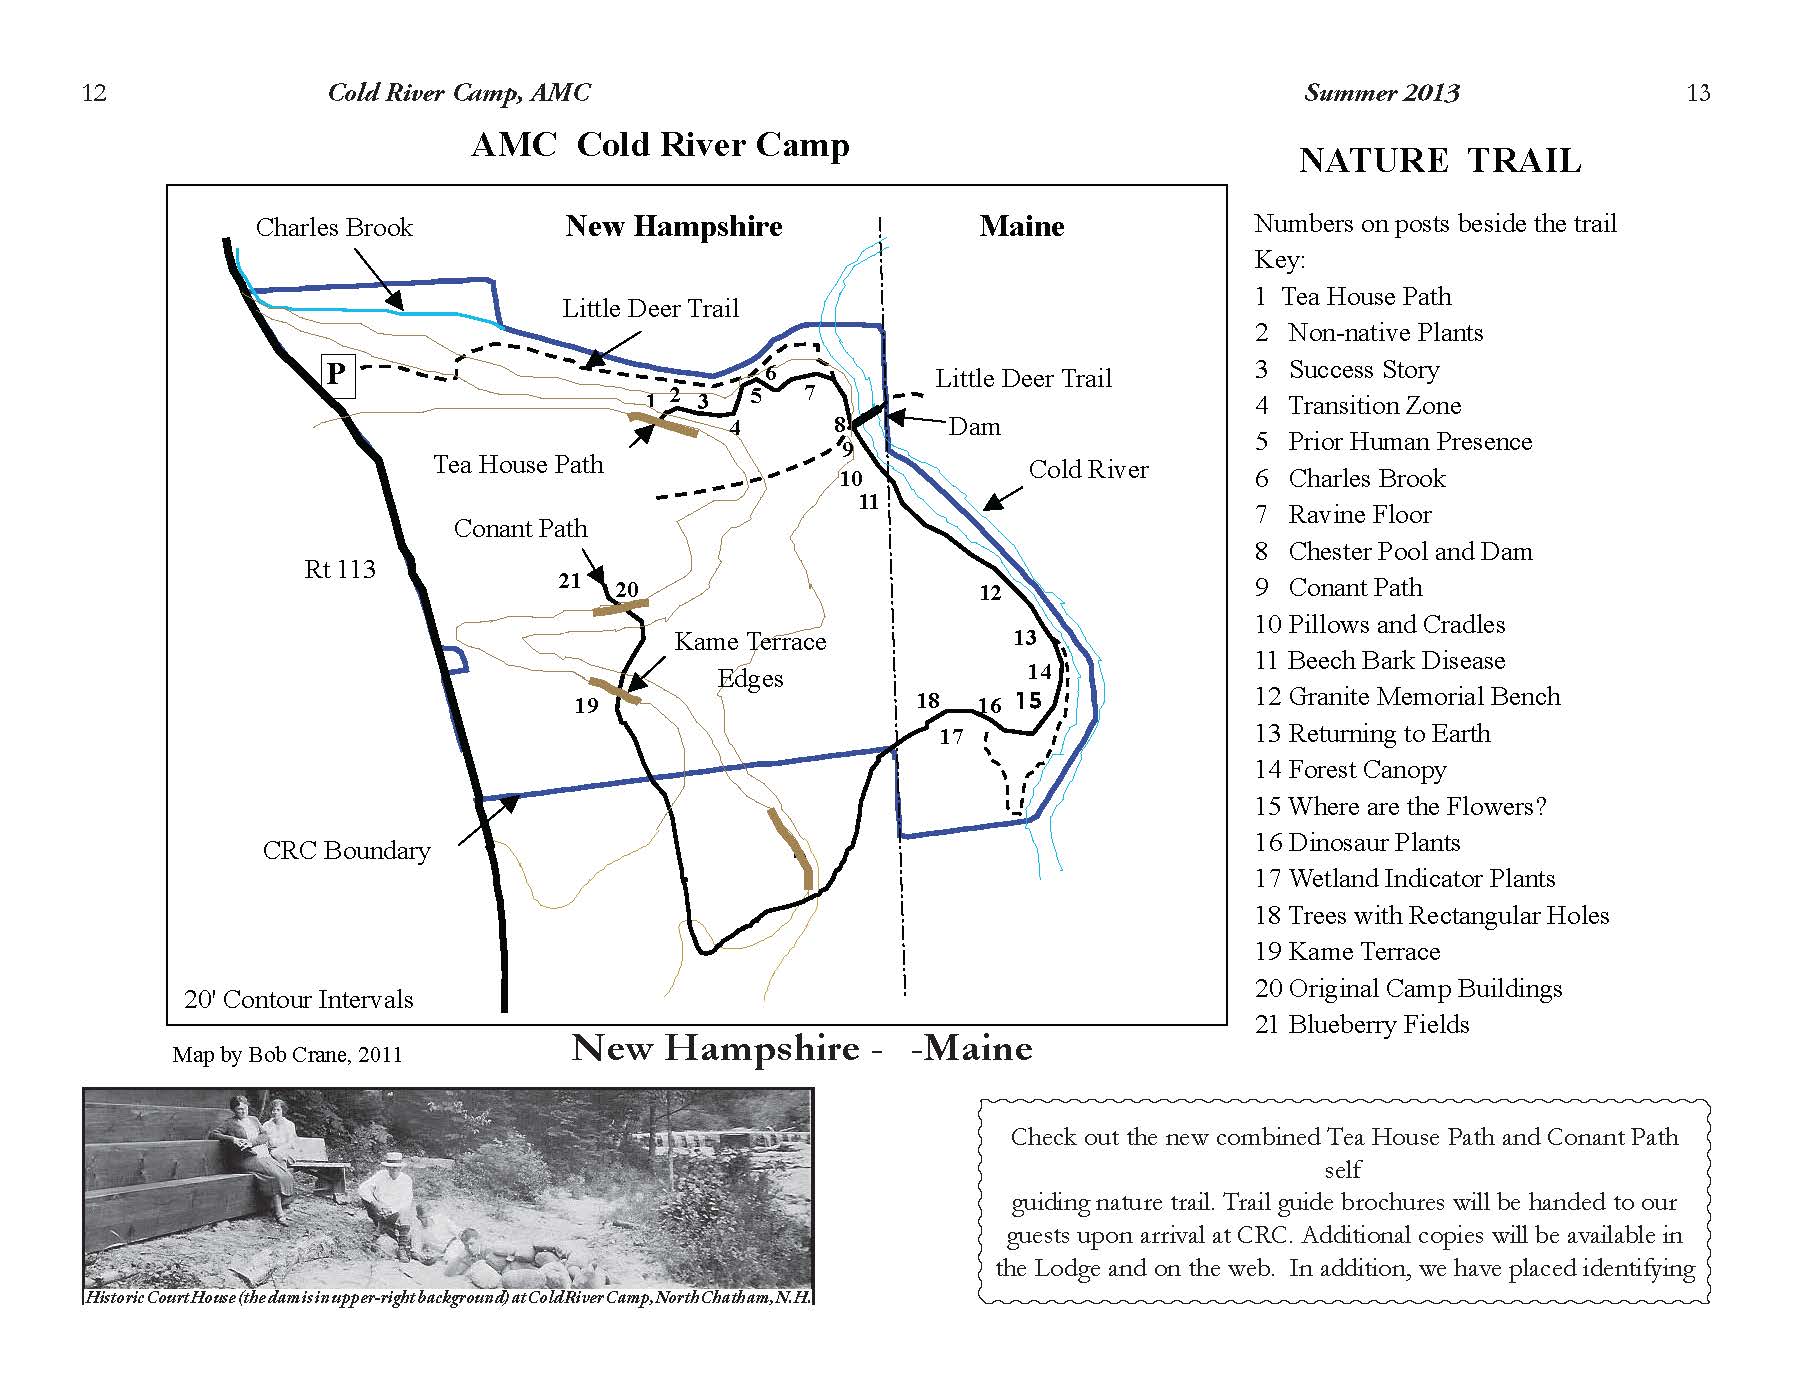 12
Cold River Camp, AMC
Summer 2013
13
AMC Cold River Camp
New Hampshire
Maine
Charles Brook
Little Deer Trail
P
1
2
3
4
5
6
7
8
9
10
11
Little Deer Trail
Dam
Cold River
Tea House Path
Conant Path
Rt 113
21
20
Kame Terrace
Edges
19
12
13
14
15
16
17
18
CRC Boundary
20' Contour Intervals
Map by Bob Crane, 2011
New Hampshire - -Maine
Historic Court House (the dam is in upper-right background) at Cold River Camp, North Chatham, N.H.
NATURE TRAIL
Numbers on posts beside the trail
Key:
1 Tea House Path
2 Non-native Plants
3 Success Story
4 Transition Zone
5 Prior Human Presence
6 Charles Brook
7 Ravine Floor
8 Chester Pool and Dam
9 Conant Path
10 Pillows and Cradles
11 Beech Bark Disease
12 Granite Memorial Bench
13 Returning to Earth
14 Forest Canopy
15 Where are the Flowers?
16 Dinosaur Plants
17 Wetland Indicator Plants
18 Trees with Rectangular Holes
19 Kame Terrace
20 Original Camp Buildings
21 Blueberry Fields
Check out the new combined Tea House Path and Conant Path
self
guiding nature trail. Trail guide brochures will be handed to our
guests upon arrival at CRC. Additional copies will be available in
the Lodge and on the web. In addition, we have placed identifying